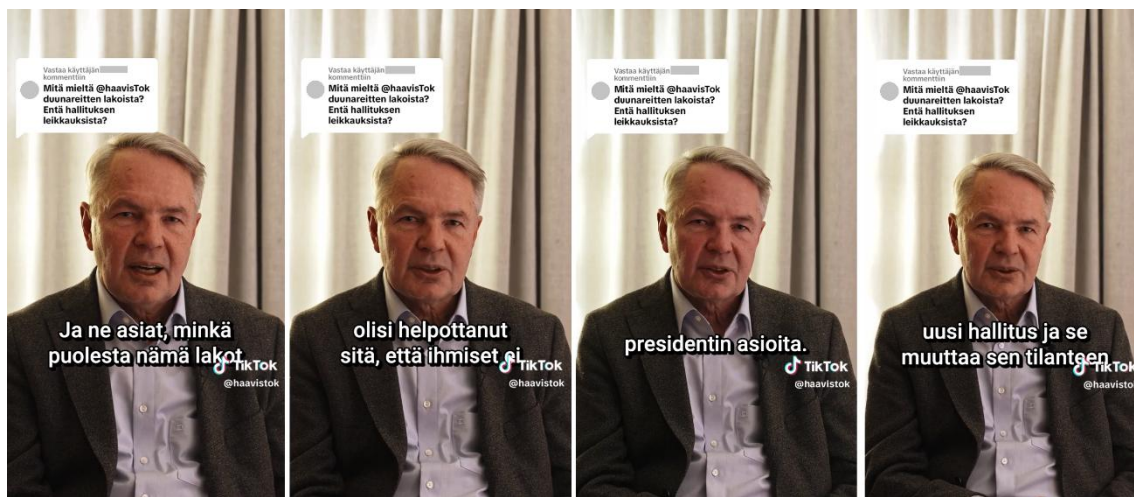 Vastaa käyttäjän
kommenttiin
Mitä mieltä @haavisTok
duunareitten lakoista?
Entä hallituksen
leikkauksista?
Ja ne asiat, minkä
puolesta nämä lakot
TikTok
@haavistok
Vastaa käyttäjän
kommenttiin
Mitä mieltä @haavisTok
duunareitten lakoista?
Entä hallituksen
leikkauksista?
olisi helpottanut
sitä, että ihmiset ei
TikTok
@haavistok
Vastaa käyttäjän
kommenttiin
Mitä mieltä @haavisTok
duunareitten lakoista?
Entä hallituksen
leikkauksista?
presidentin asioita.
TikTok
@haavistok
Vastaa käyttäjän
kommenttiin
Mitä mieltä @haavisTok
duunareitten lakoista?
Entä hallituksen
leikkauksista?
uusi hallitus ja se
muuttaa sen tilanteen
TikTok
@haavistok